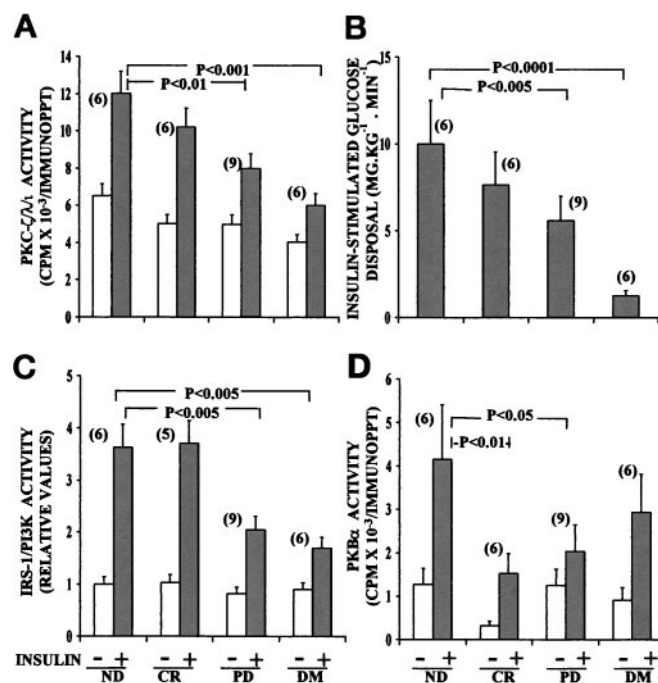 A
PKC-ζ/λ/ι ACTIVITY
(CPM X 10⁻³/IMMUNOPPT)
14
12
10
8
6
4
2
0
P<0.001
P<0.01
(6)
(6)
(9)
(6)
B
INSULIN-STIMULATED GLUCOSE
DISPOSAL (MG.KG⁻¹ . MIN⁻¹)
15
10
5
0
P<0.0001
P<0.005
(6)
(6)
(9)
(6)
C
IRS-1/PI3K ACTIVITY
(RELATIVE VALUES)
5
4
3
2
1
0
P<0.005
P<0.005
(6)
(5)
(9)
(6)
INSULIN - + - + - + - +
ND CR PD DM
D
PKBα ACTIVITY
(CPM X 10⁻³/IMMUNOPPT)
6
5
4
3
2
1
0
P<0.05
P<0.01
(6)
(6)
(9)
(6)
- + - + - + - +
ND CR PD DM